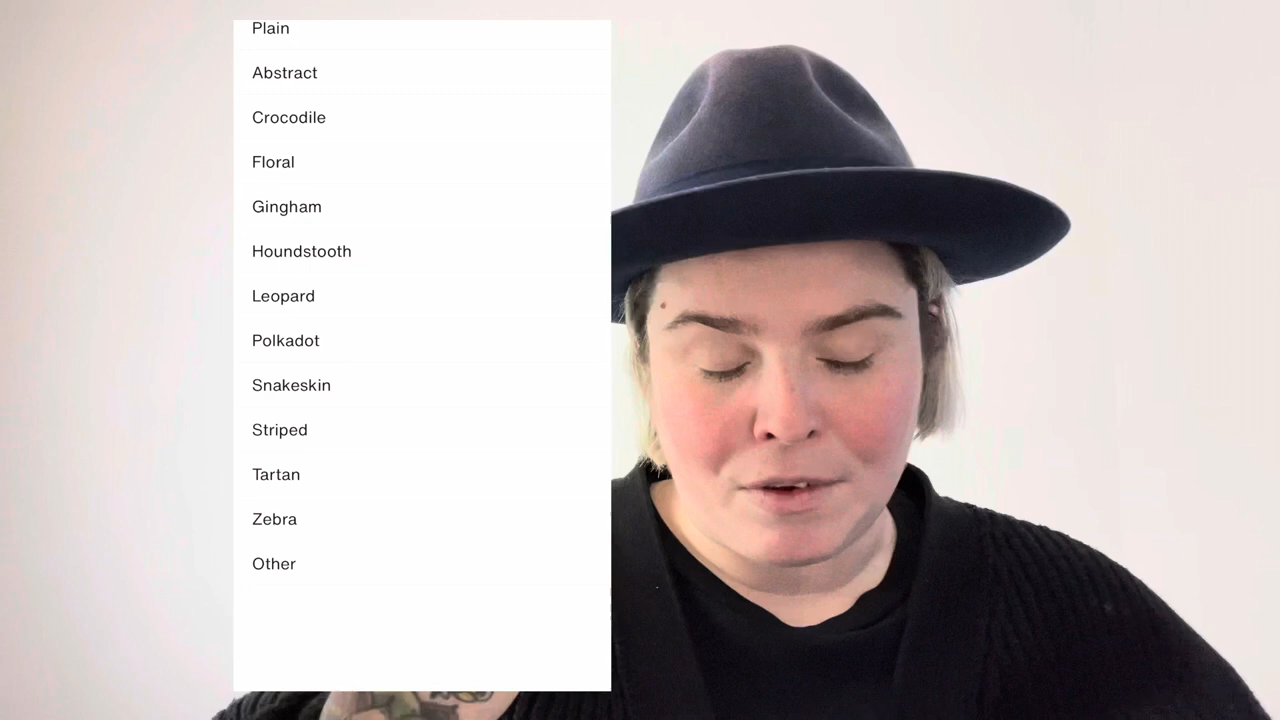 Plain
Abstract
Crocodile
Floral
Gingham
Houndstooth
Leopard
Polkadot
Snakeskin
Striped
Tartan
Zebra
Other